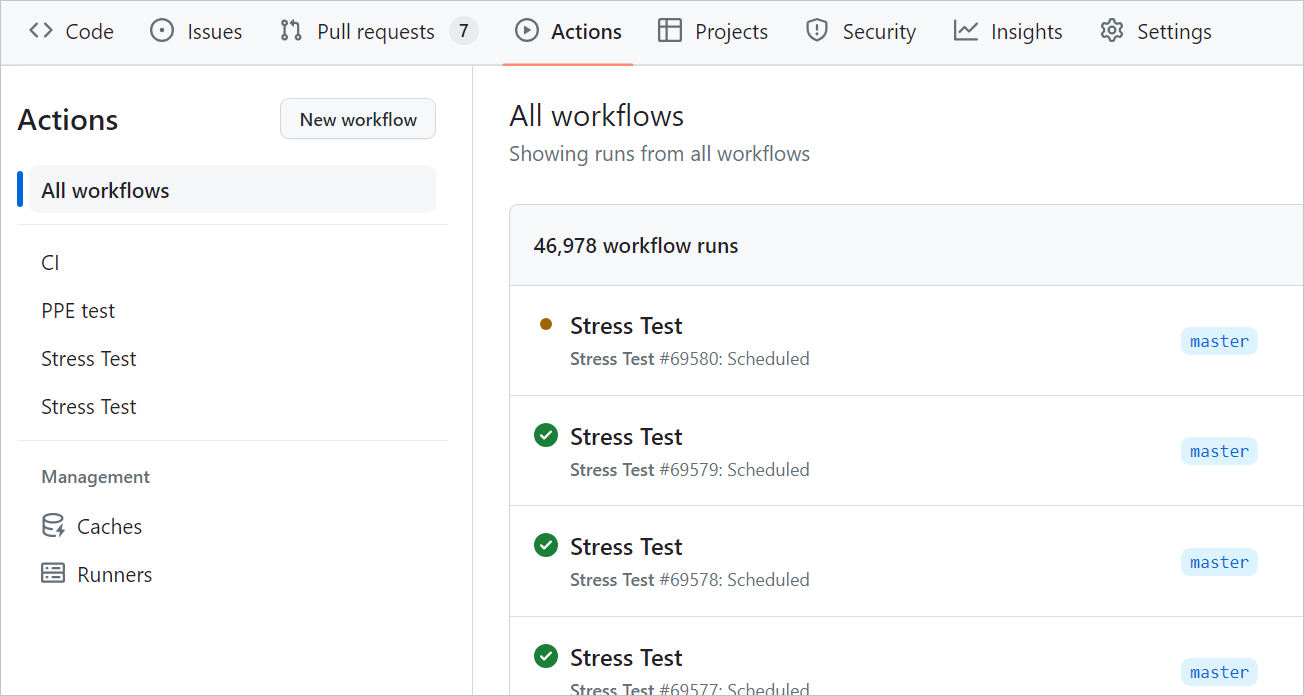 Code Issues Pull requests 7 Actions Projects Security Insights Settings
Actions
New workflow
All workflows
CI
PPE test
Stress Test
Stress Test
Management
Caches
Runners
All workflows
Showing runs from all workflows
46,978 workflow runs
Stress Test
Stress Test #69580: Scheduled
master
Stress Test
Stress Test #69579: Scheduled
master
Stress Test
Stress Test #69578: Scheduled
master
Stress Test
Stress Test #69577: Scheduled
master